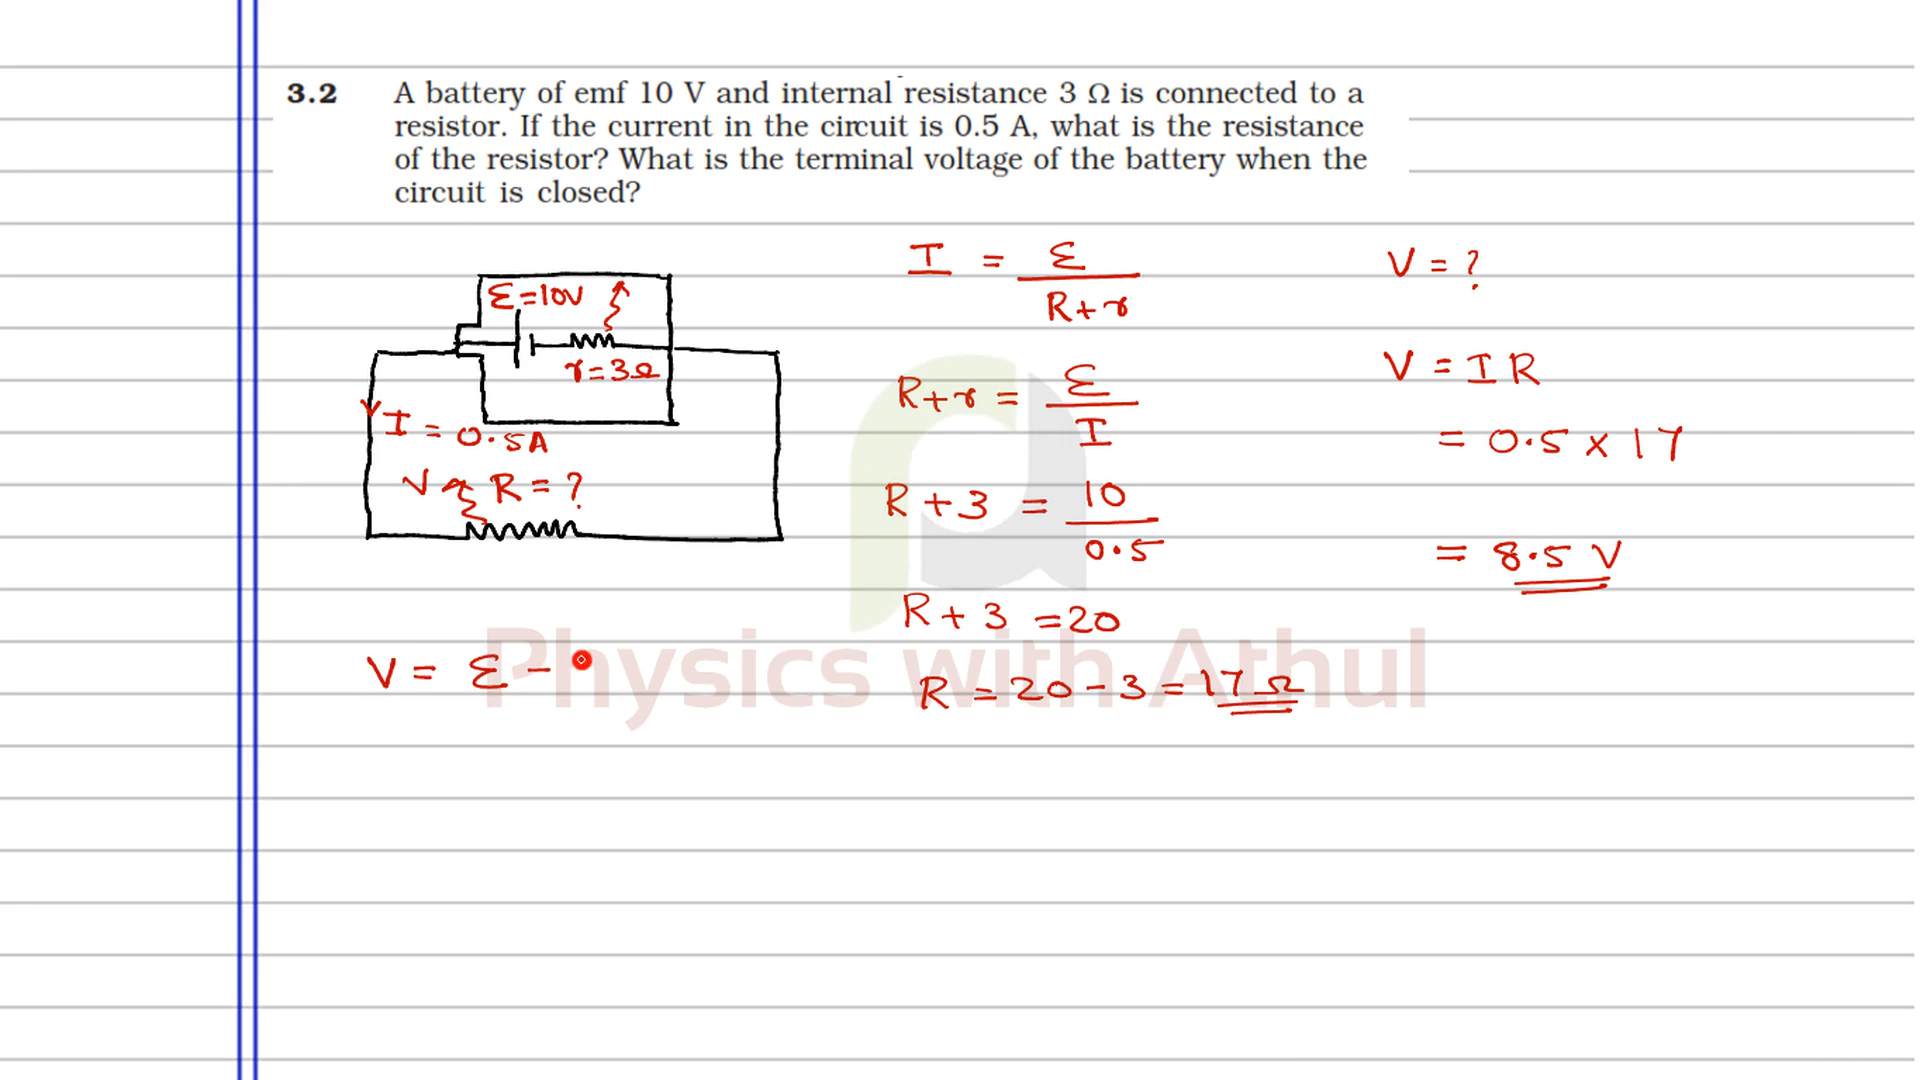 3.2 A battery of emf 10 V and internal resistance 3 Ω is connected to a
resistor. If the current in the circuit is 0.5 A, what is the resistance
of the resistor? What is the terminal voltage of the battery when the
circuit is closed?
ε=10V
r=3Ω
I = 0.5A
V R = ?
V = ε -
I = ε / R+r
R+r = ε / I
R+3 = 10 / 0.5
R+3 =20
R = 20-3 = 17Ω
V = ?
V = IR
= 0.5 × 17
= 8.5 V
Physics with Athul